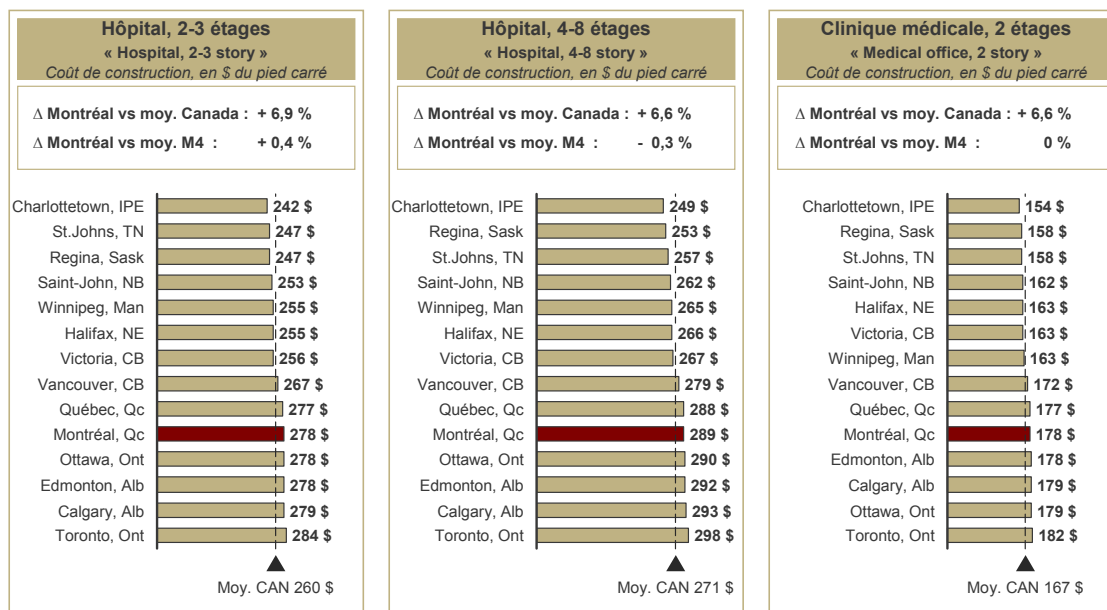 Hôpital, 2-3 étages
« Hospital, 2-3 story »
Coût de construction, en $ du pied carré
Δ Montréal vs moy. Canada : + 6,9 %
Δ Montréal vs moy. M4 : + 0,4 %
Charlottetown, IPE 242 $
St.Johns, TN 247 $
Regina, Sask 247 $
Saint-John, NB 253 $
Winnipeg, Man 255 $
Halifax, NE 255 $
Victoria, CB 256 $
Vancouver, CB 267 $
Québec, Qc 277 $
Montréal, Qc 278 $
Ottawa, Ont 278 $
Edmonton, Alb 278 $
Calgary, Alb 279 $
Toronto, Ont 284 $
Moy. CAN 260 $
Hôpital, 4-8 étages
« Hospital, 4-8 story »
Coût de construction, en $ du pied carré
Δ Montréal vs moy. Canada : + 6,6 %
Δ Montréal vs moy. M4 : - 0,3 %
Charlottetown, IPE 249 $
Regina, Sask 253 $
St.Johns, TN 257 $
Saint-John, NB 262 $
Winnipeg, Man 265 $
Halifax, NE 266 $
Victoria, CB 267 $
Vancouver, CB 279 $
Québec, Qc 288 $
Montréal, Qc 289 $
Ottawa, Ont 290 $
Edmonton, Alb 292 $
Calgary, Alb 293 $
Toronto, Ont 298 $
Moy. CAN 271 $
Clinique médicale, 2 étages
« Medical office, 2 story »
Coût de construction, en $ du pied carré
Δ Montréal vs moy. Canada : + 6,6 %
Δ Montréal vs moy. M4 : 0 %
Charlottetown, IPE 154 $
Regina, Sask 158 $
St.Johns, TN 158 $
Saint-John, NB 162 $
Halifax, NE 163 $
Victoria, CB 163 $
Winnipeg, Man 163 $
Vancouver, CB 172 $
Québec, Qc 177 $
Montréal, Qc 178 $
Edmonton, Alb 178 $
Calgary, Alb 179 $
Ottawa, Ont 179 $
Toronto, Ont 182 $
Moy. CAN 167 $